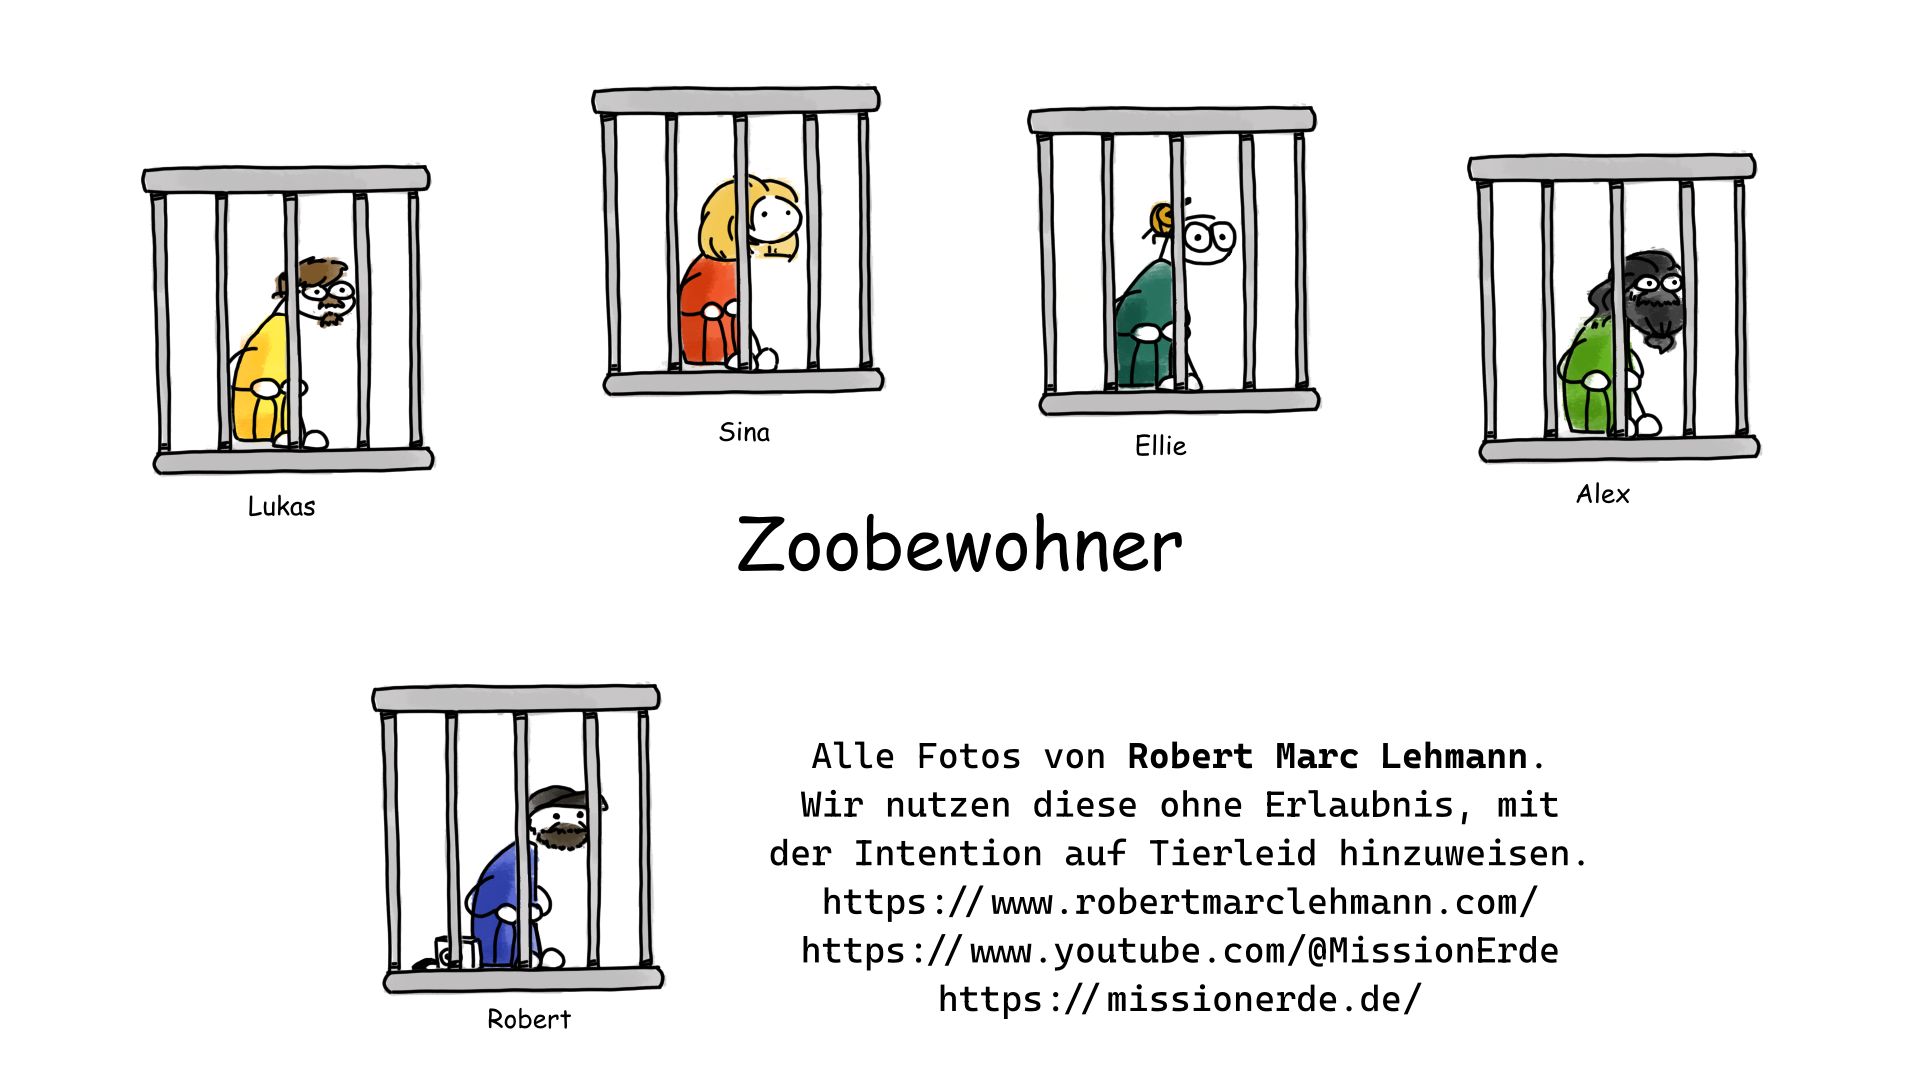 Sina
Ellie
Alex
Lukas
Zoobewohner
Alle Fotos von Robert Marc Lehmann.
Wir nutzen diese ohne Erlaubnis, mit
der Intention auf Tierleid hinzuweisen.
https://www.robertmarclehmann.com/
https://www.youtube.com/@MissionErde
https://missionerde.de/
Robert